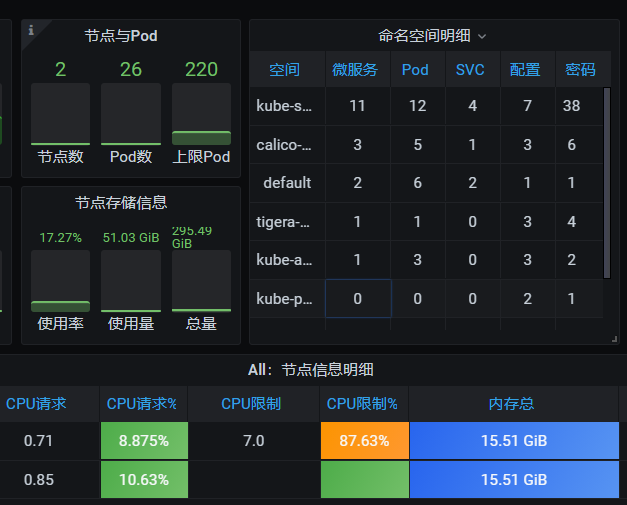 节点与Pod
2 26 220
节点数 Pod数 上限Pod
节点存储信息
17.27% 51.03 GiB 295.49 GiB
使用率 使用量 总量
命名空间明细
空间 微服务 Pod SVC 配置 密码
kube-s... 11 12 4 7 38
calico-... 3 5 1 3 6
default 2 6 2 1 1
tigera-... 1 1 0 3 4
kube-a... 1 3 0 3 2
kube-p... 0 0 0 2 1
All：节点信息明细
CPU请求 CPU请求% CPU限制 CPU限制% 内存总
0.71 8.875% 7.0 87.63% 15.51 GiB
0.85 10.63% 15.51 GiB